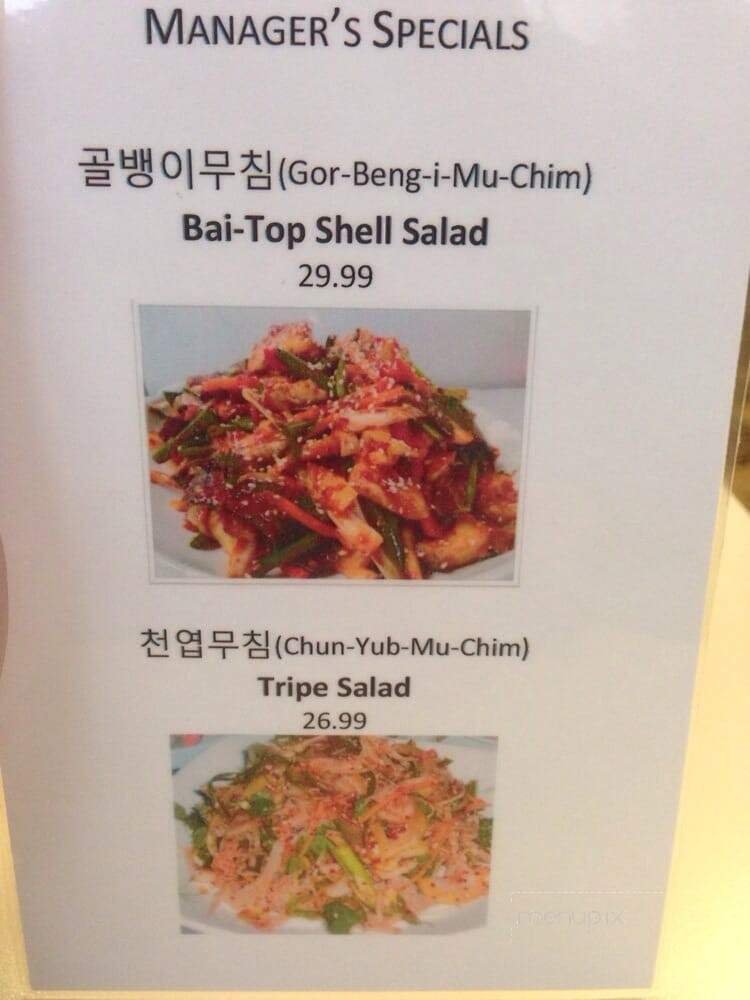 MANAGER'S SPECIALS
골뱅이무침(Gor-Beng-i-Mu-Chim)
Bai-Top Shell Salad
29.99
천엽무침(Chun-Yub-Mu-Chim)
Tripe Salad
26.99
menupix